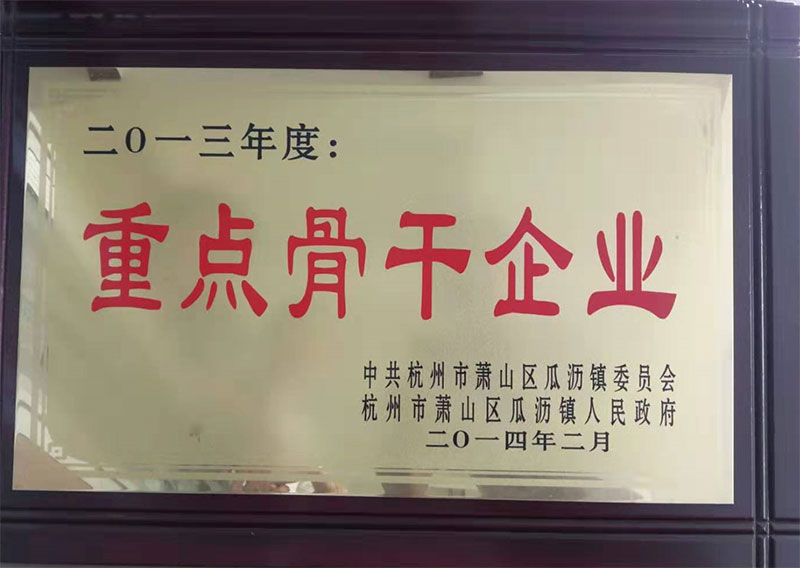 二〇一三年度：
重点骨干企业
中共杭州市萧山区瓜沥镇委员会
杭州市萧山区瓜沥镇人民政府
二〇一四年二月